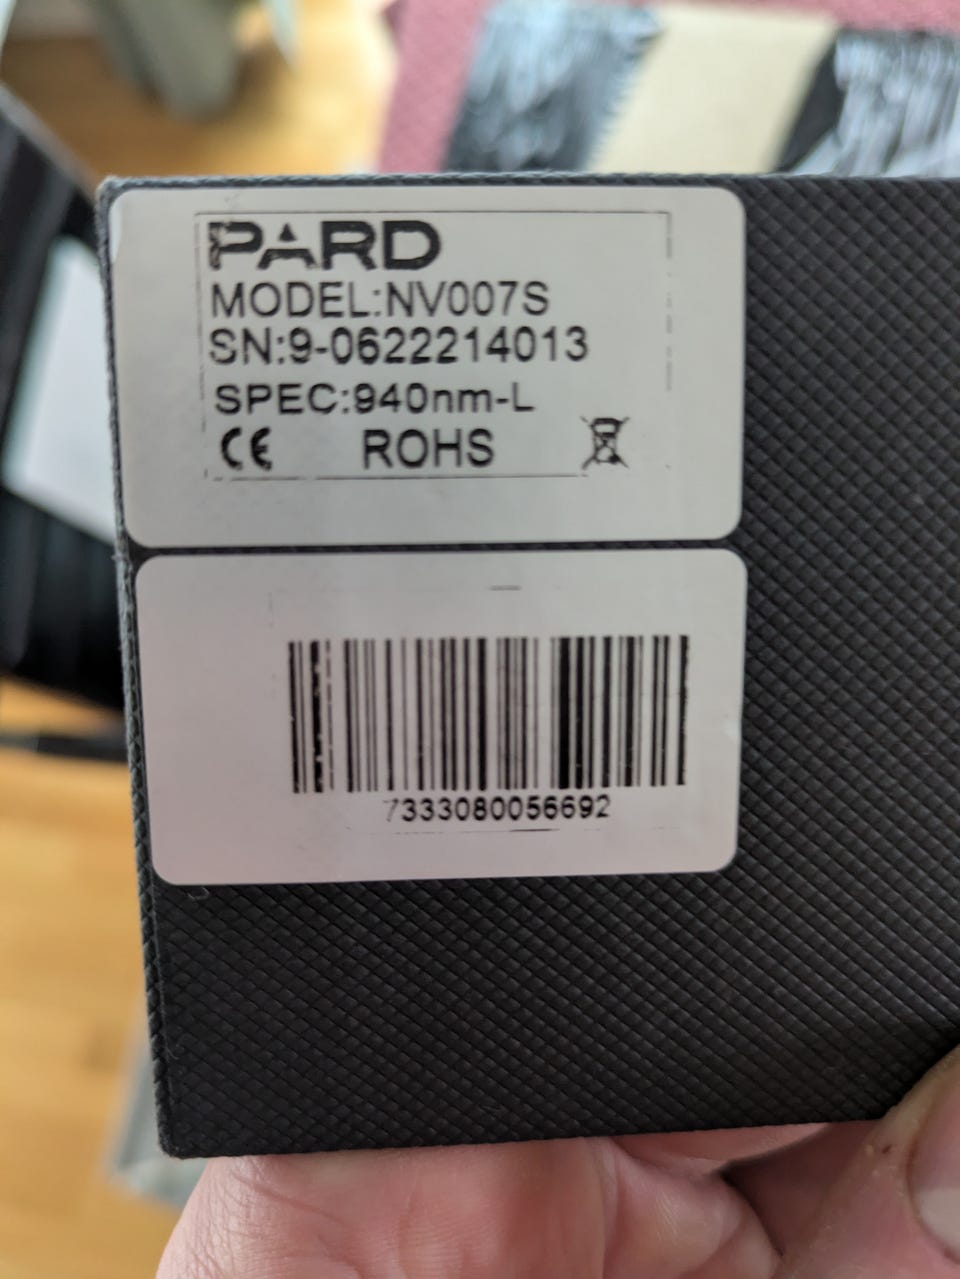 PARD
MODEL:NV007S
SN:9-0622214013
SPEC:940nm-L
CE ROHS
7333080056692